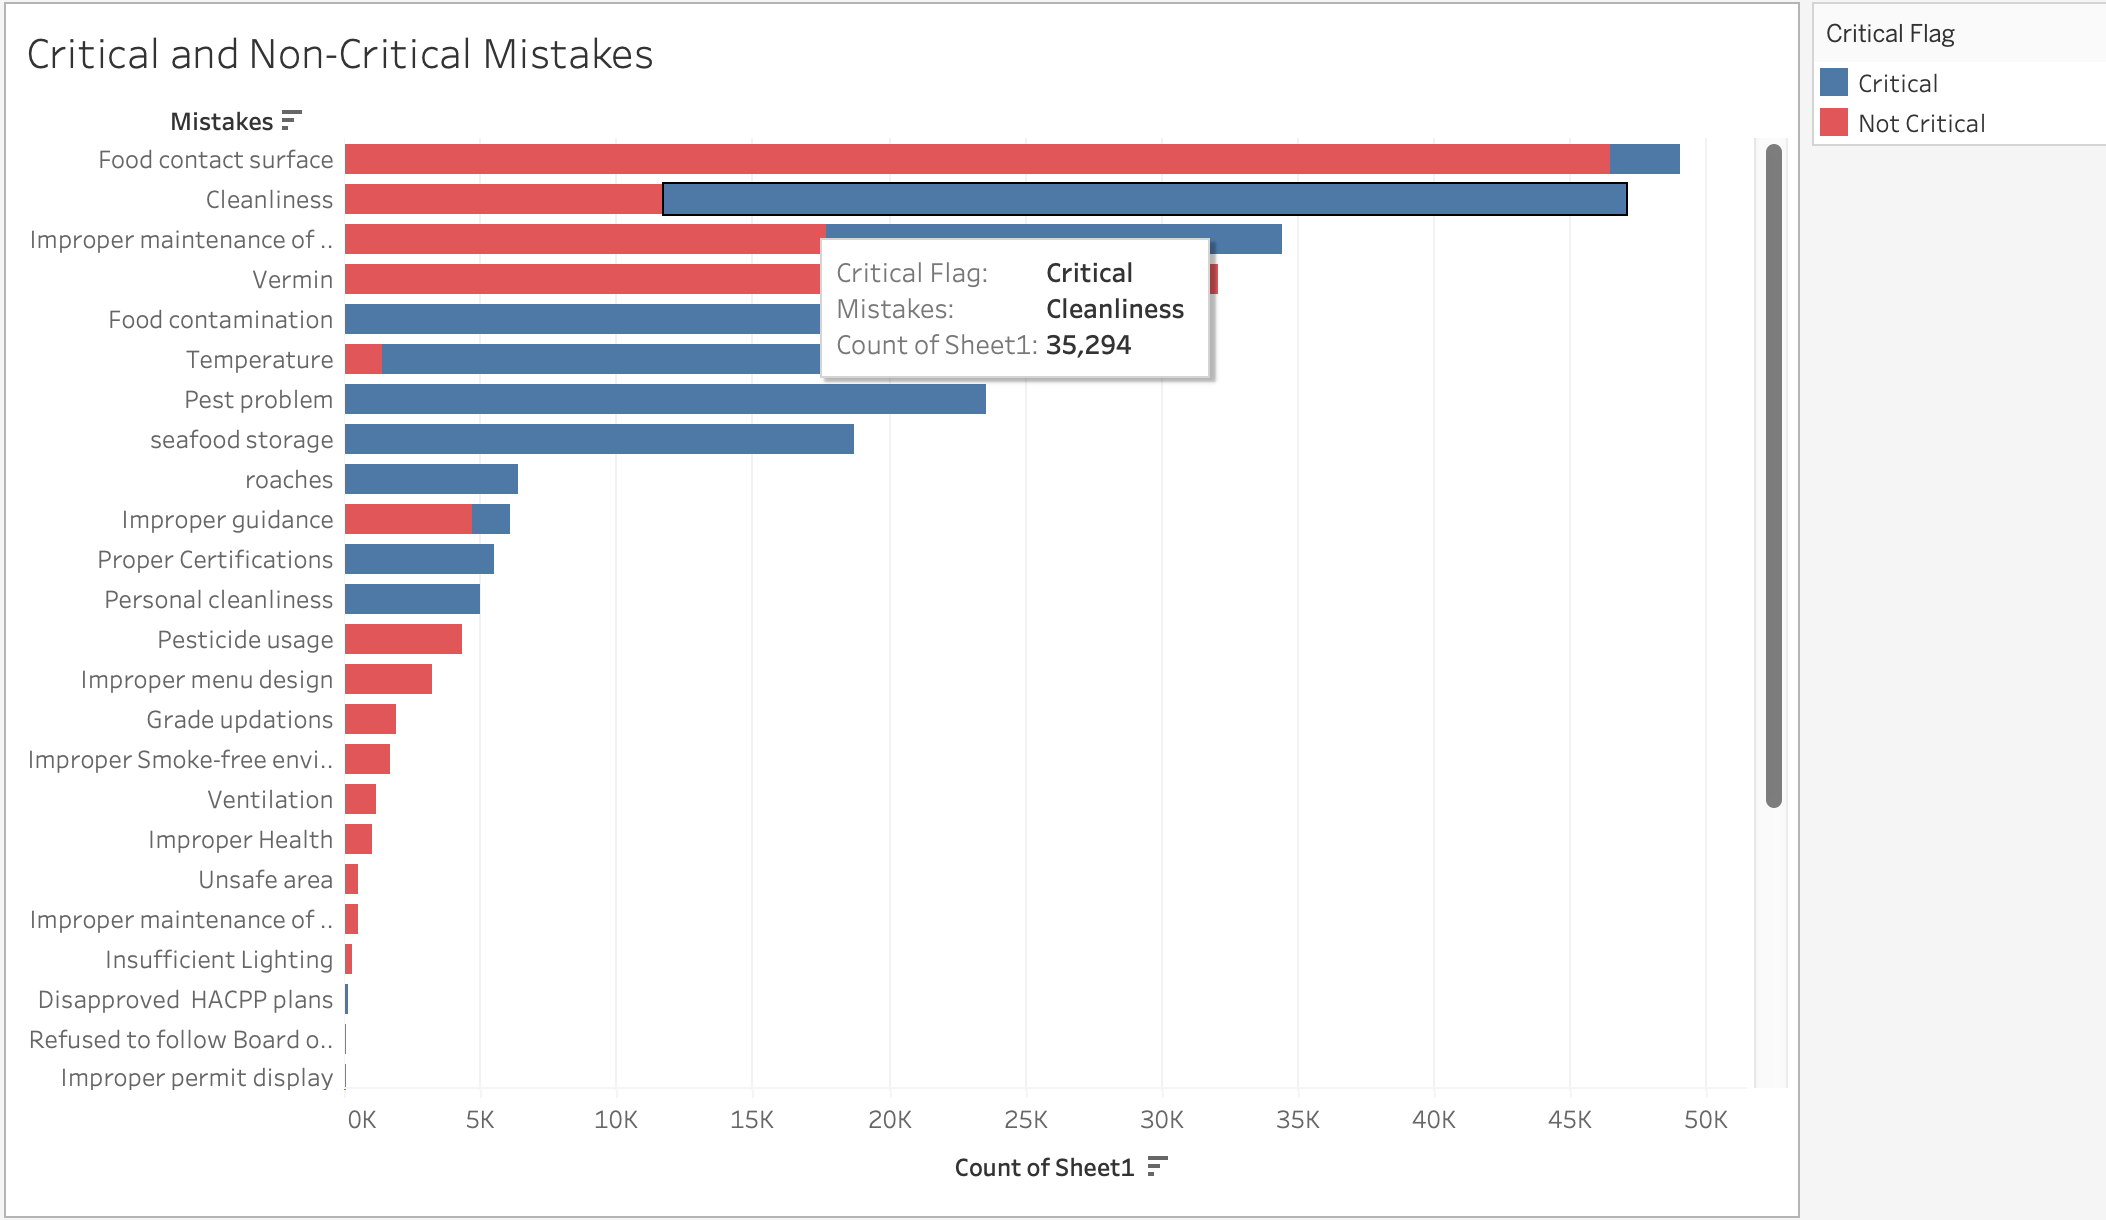 Critical and Non-Critical Mistakes
Critical Flag
Critical
Not Critical
Mistakes
Food contact surface
Cleanliness
Improper maintenance of ..
Vermin
Food contamination
Temperature
Pest problem
seafood storage
roaches
Improper guidance
Proper Certifications
Personal cleanliness
Pesticide usage
Improper menu design
Grade updations
Improper Smoke-free envi..
Ventilation
Improper Health
Unsafe area
Improper maintenance of ..
Insufficient Lighting
Disapproved  HACPP plans
Refused to follow Board o..
Improper permit display
Critical Flag: Critical
Mistakes: Cleanliness
Count of Sheet1: 35,294
0K 5K 10K 15K 20K 25K 30K 35K 40K 45K 50K
Count of Sheet1